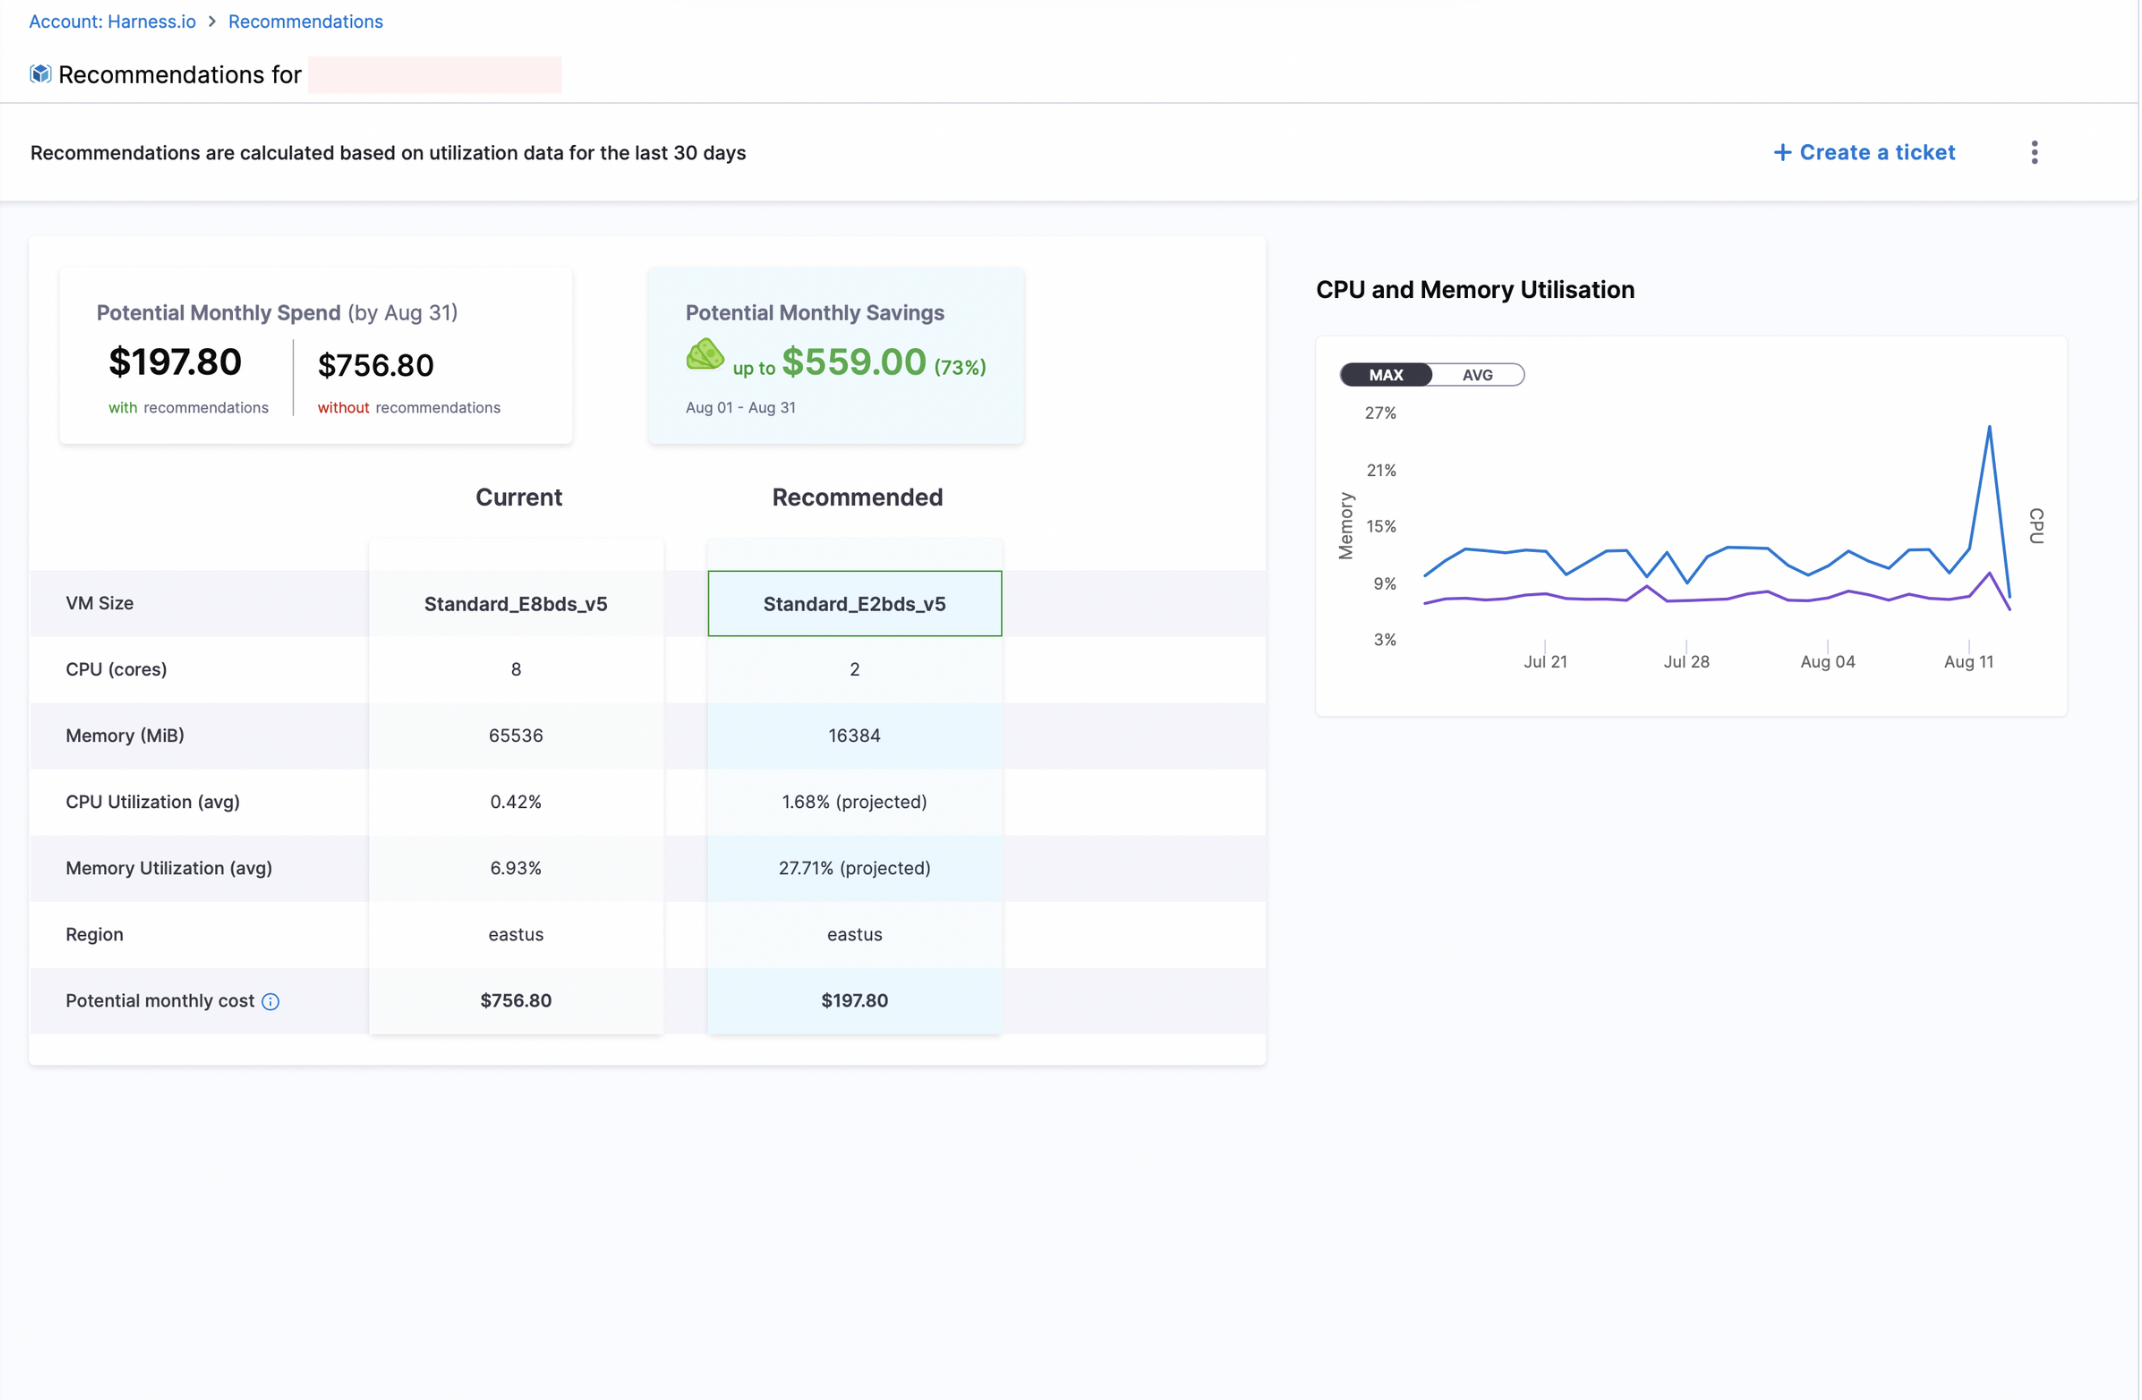 Account: Harness.io > Recommendations
Recommendations for
Recommendations are calculated based on utilization data for the last 30 days
+ Create a ticket
Potential Monthly Spend (by Aug 31)
$197.80
with recommendations
$756.80
without recommendations
Potential Monthly Savings
up to $559.00 (73%)
Aug 01 - Aug 31
Current Recommended
VM Size Standard_E8bds_v5 Standard_E2bds_v5
CPU (cores) 8 2
Memory (MiB) 65536 16384
CPU Utilization (avg) 0.42% 1.68% (projected)
Memory Utilization (avg) 6.93% 27.71% (projected)
Region eastus eastus
Potential monthly cost $756.80 $197.80
CPU and Memory Utilisation
MAX AVG
27%
21%
15%
9%
3%
Memory
CPU
Jul 21 Jul 28 Aug 04 Aug 11